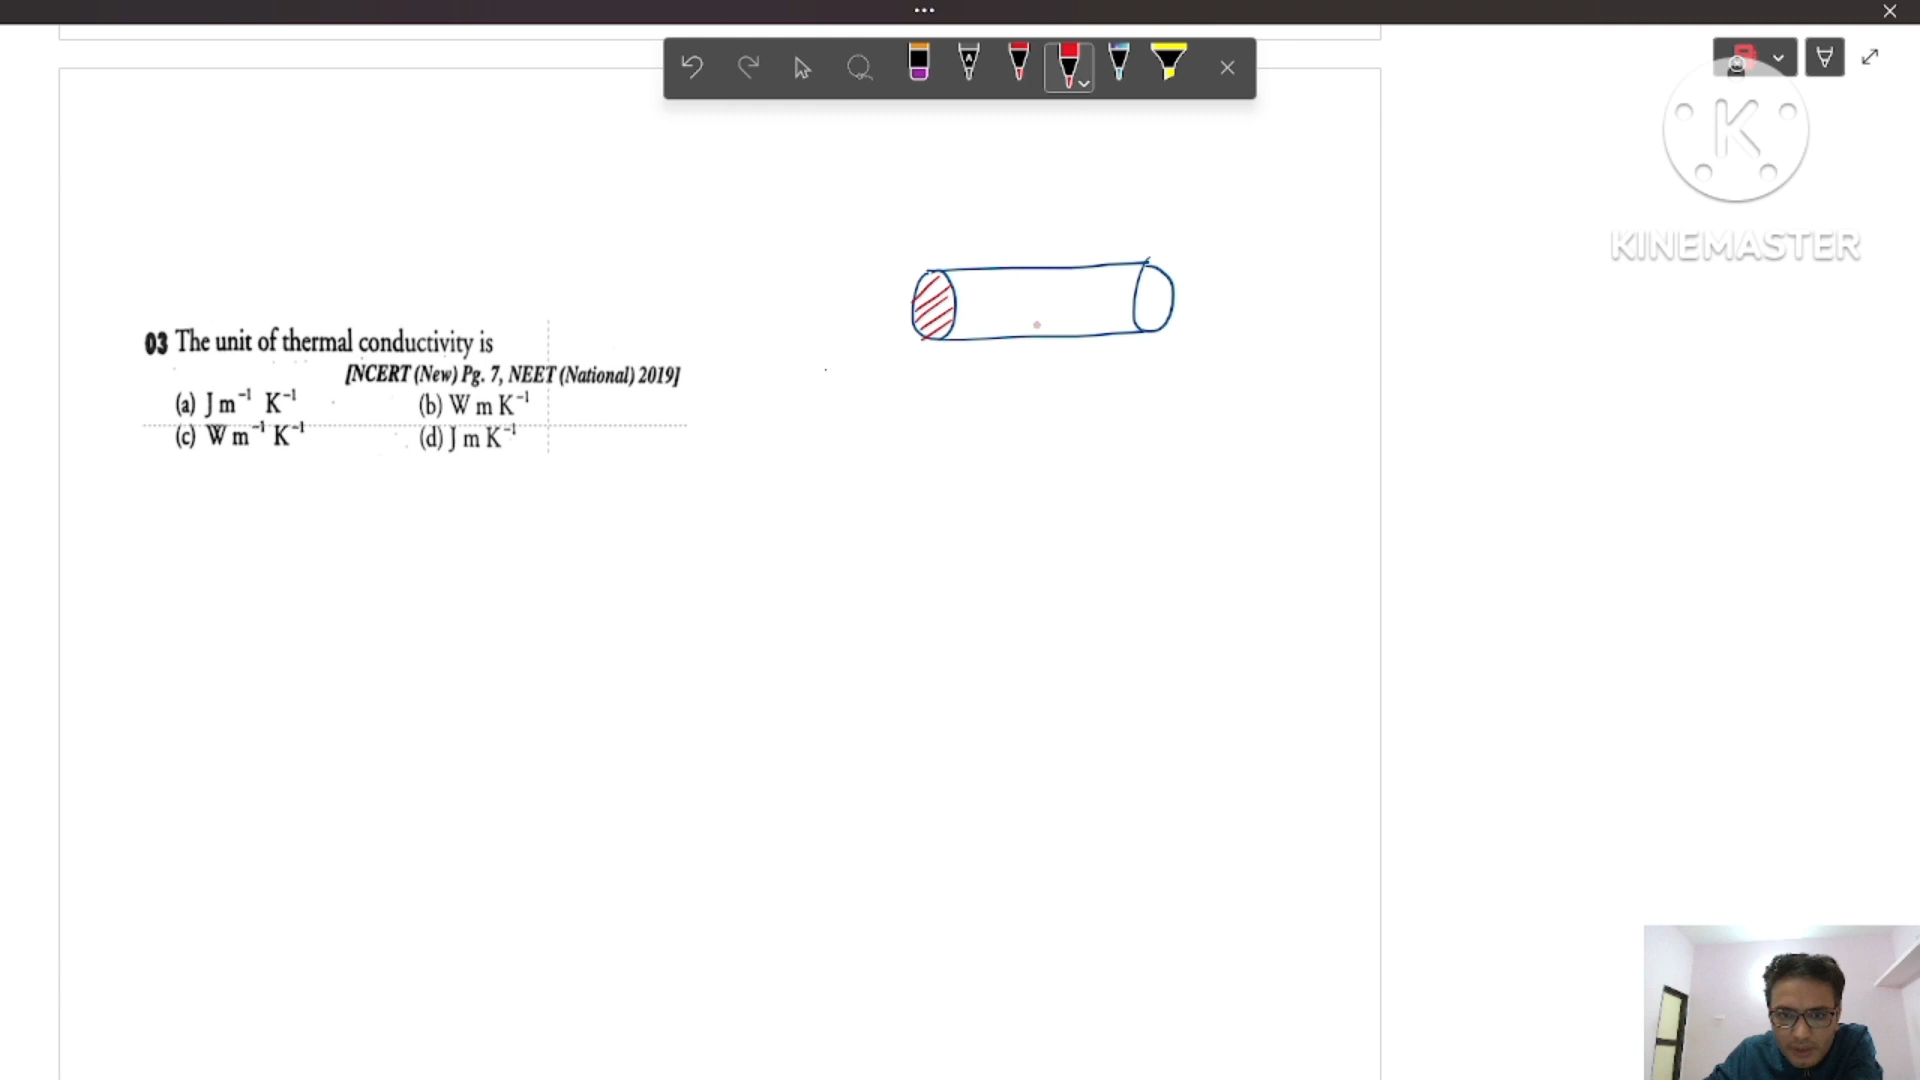 K
KINEMASTER
03 The unit of thermal conductivity is
[NCERT (New) Pg. 7, NEET (National) 2019]
(a) J m⁻¹ K⁻¹ (b) W m K⁻¹
(c) W m⁻¹ K⁻¹ (d) J m K⁻¹